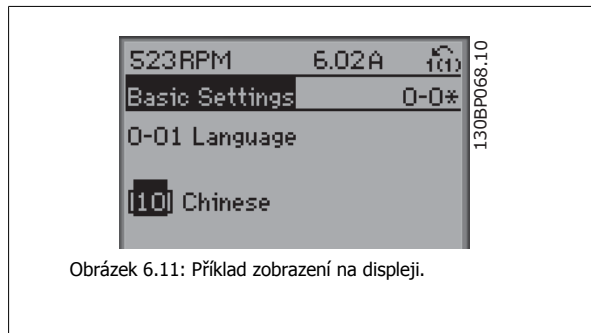 523RPM 6.02A 1(1)
Basic Settings 0-0*
0-01 Language
[10] Chinese
130BP068.10
Obrázek 6.11: Příklad zobrazení na displeji.